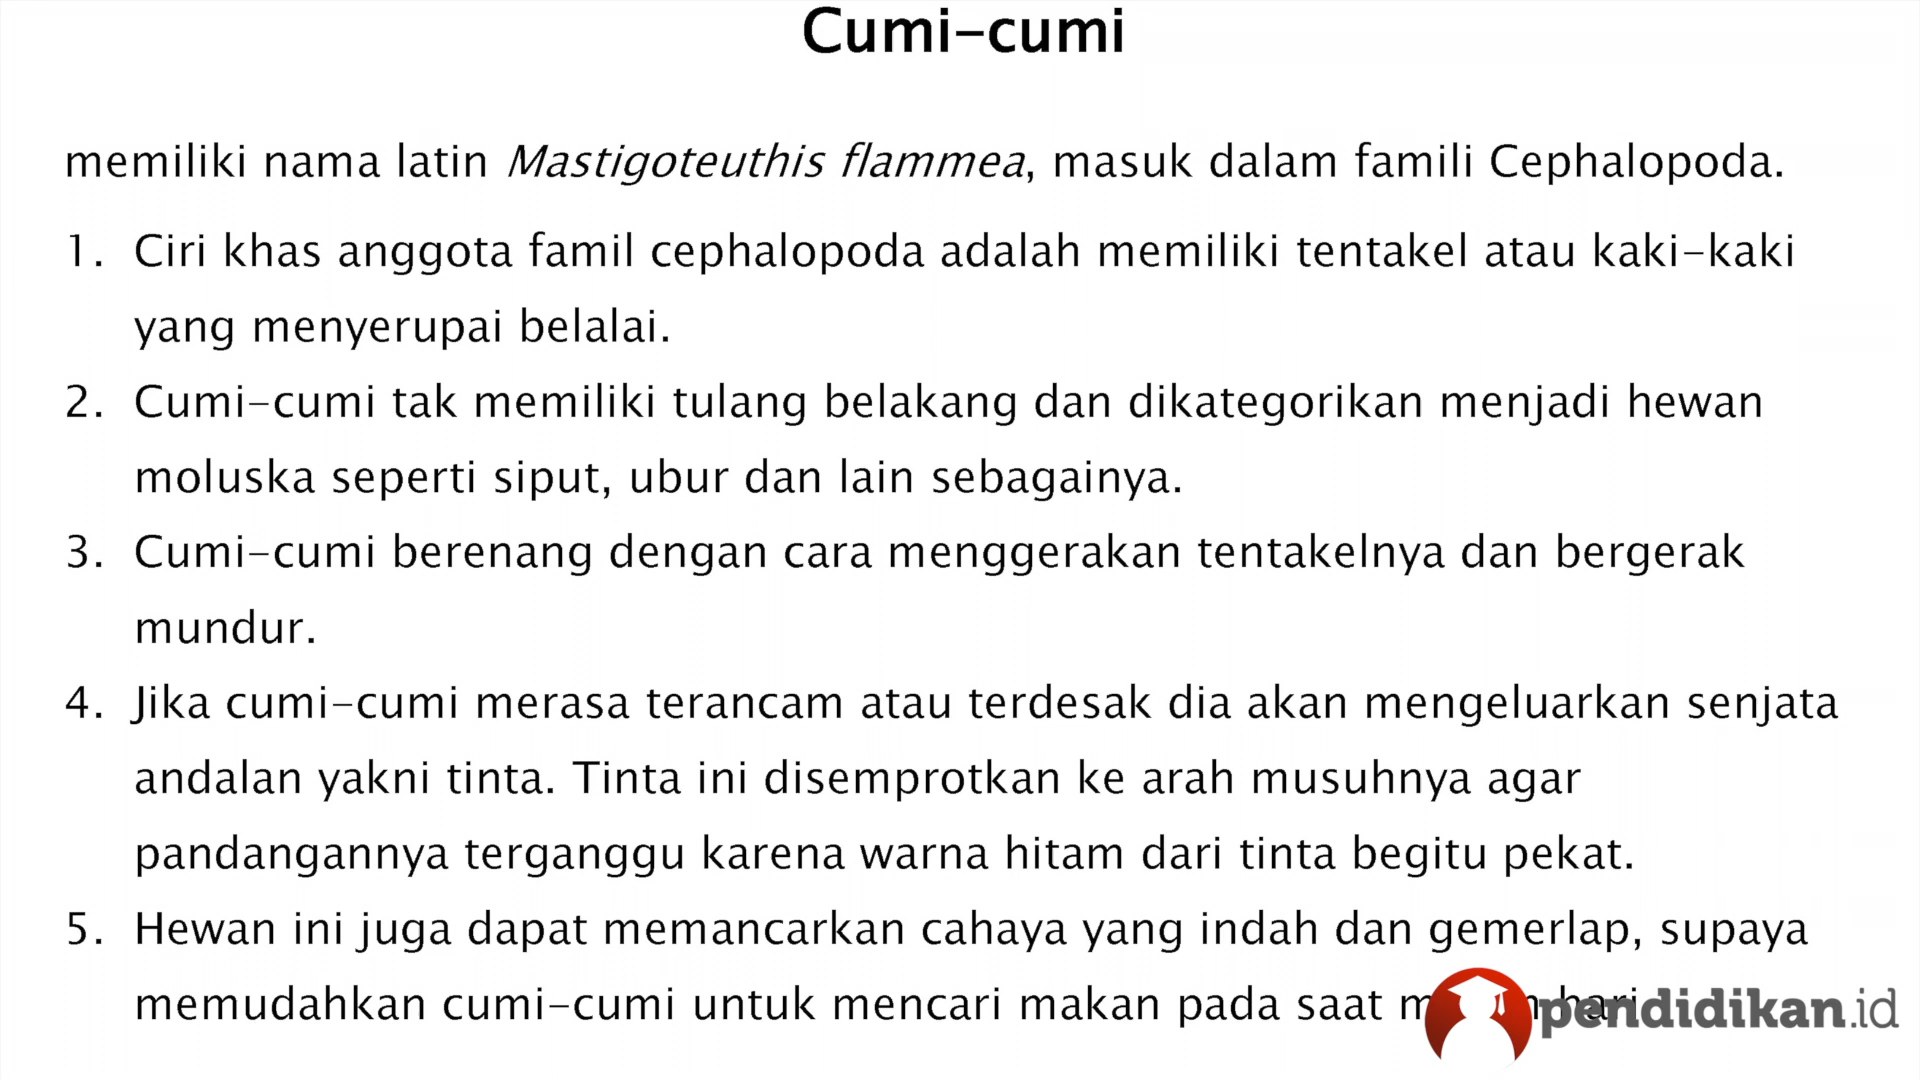 Cumi-cumi
memiliki nama latin Mastigoteuthis flammea, masuk dalam famili Cephalopoda.
1. Ciri khas anggota famil cephalopoda adalah memiliki tentakel atau kaki-kaki
yang menyerupai belalai.
2. Cumi-cumi tak memiliki tulang belakang dan dikategorikan menjadi hewan
moluska seperti siput, ubur dan lain sebagainya.
3. Cumi-cumi berenang dengan cara menggerakan tentakelnya dan bergerak
mundur.
4. Jika cumi-cumi merasa terancam atau terdesak dia akan mengeluarkan senjata
andalan yakni tinta. Tinta ini disemprotkan ke arah musuhnya agar
pandangannya terganggu karena warna hitam dari tinta begitu pekat.
5. Hewan ini juga dapat memancarkan cahaya yang indah dan gemerlap, supaya
memudahkan cumi-cumi untuk mencari makan pada saat
pendidikan.id